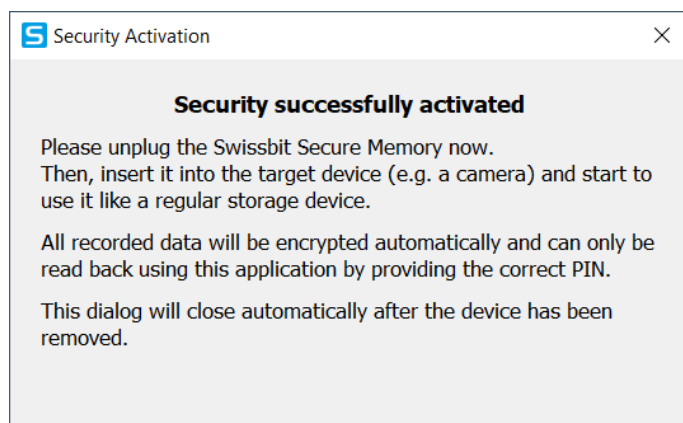 Security Activation
Security successfully activated
Please unplug the Swissbit Secure Memory now.
Then, insert it into the target device (e.g. a camera) and start to
use it like a regular storage device.
All recorded data will be encrypted automatically and can only be
read back using this application by providing the correct PIN.
This dialog will close automatically after the device has been
removed.